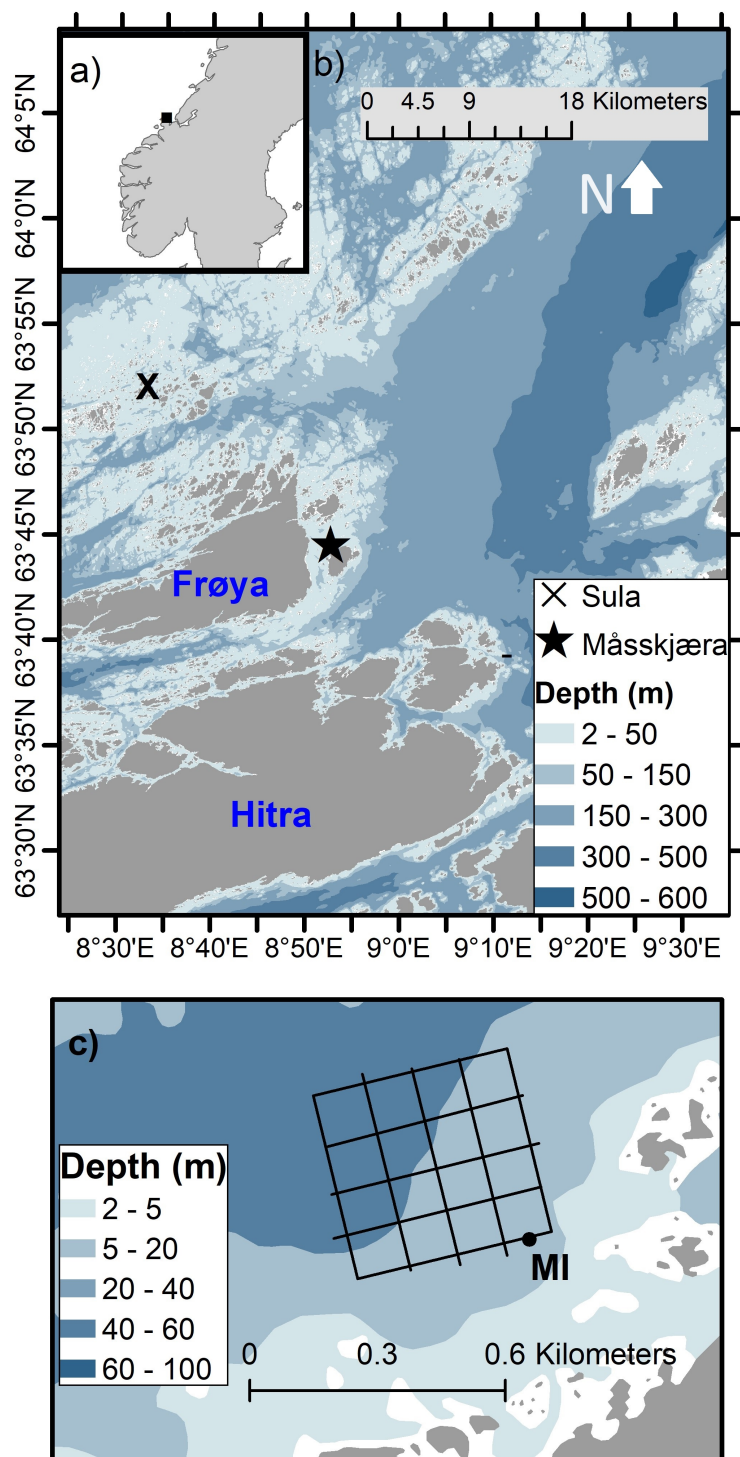 a)
b)
0 4.5 9 18 Kilometers
N
64°5'N
64°0'N
63°55'N
63°50'N
63°45'N
63°40'N
63°35'N
63°30'N
X
Frøya
Hitra
Sula
Måsskjæra
Depth (m)
2 - 50
50 - 150
150 - 300
300 - 500
500 - 600
8°30'E 8°40'E 8°50'E 9°0'E 9°10'E 9°20'E 9°30'E
c)
Depth (m)
2 - 5
5 - 20
20 - 40
40 - 60
60 - 100
MI
0 0.3 0.6 Kilometers